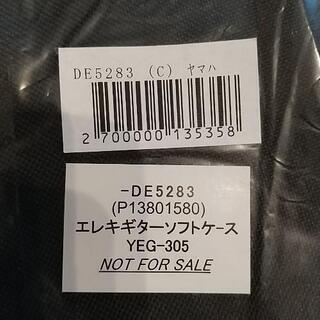 DE5283 (C) ヤマハ
2 700000 135358
-DE5283
(P13801580)
エレキギターソフトケース
YEG-305
NOT FOR SALE